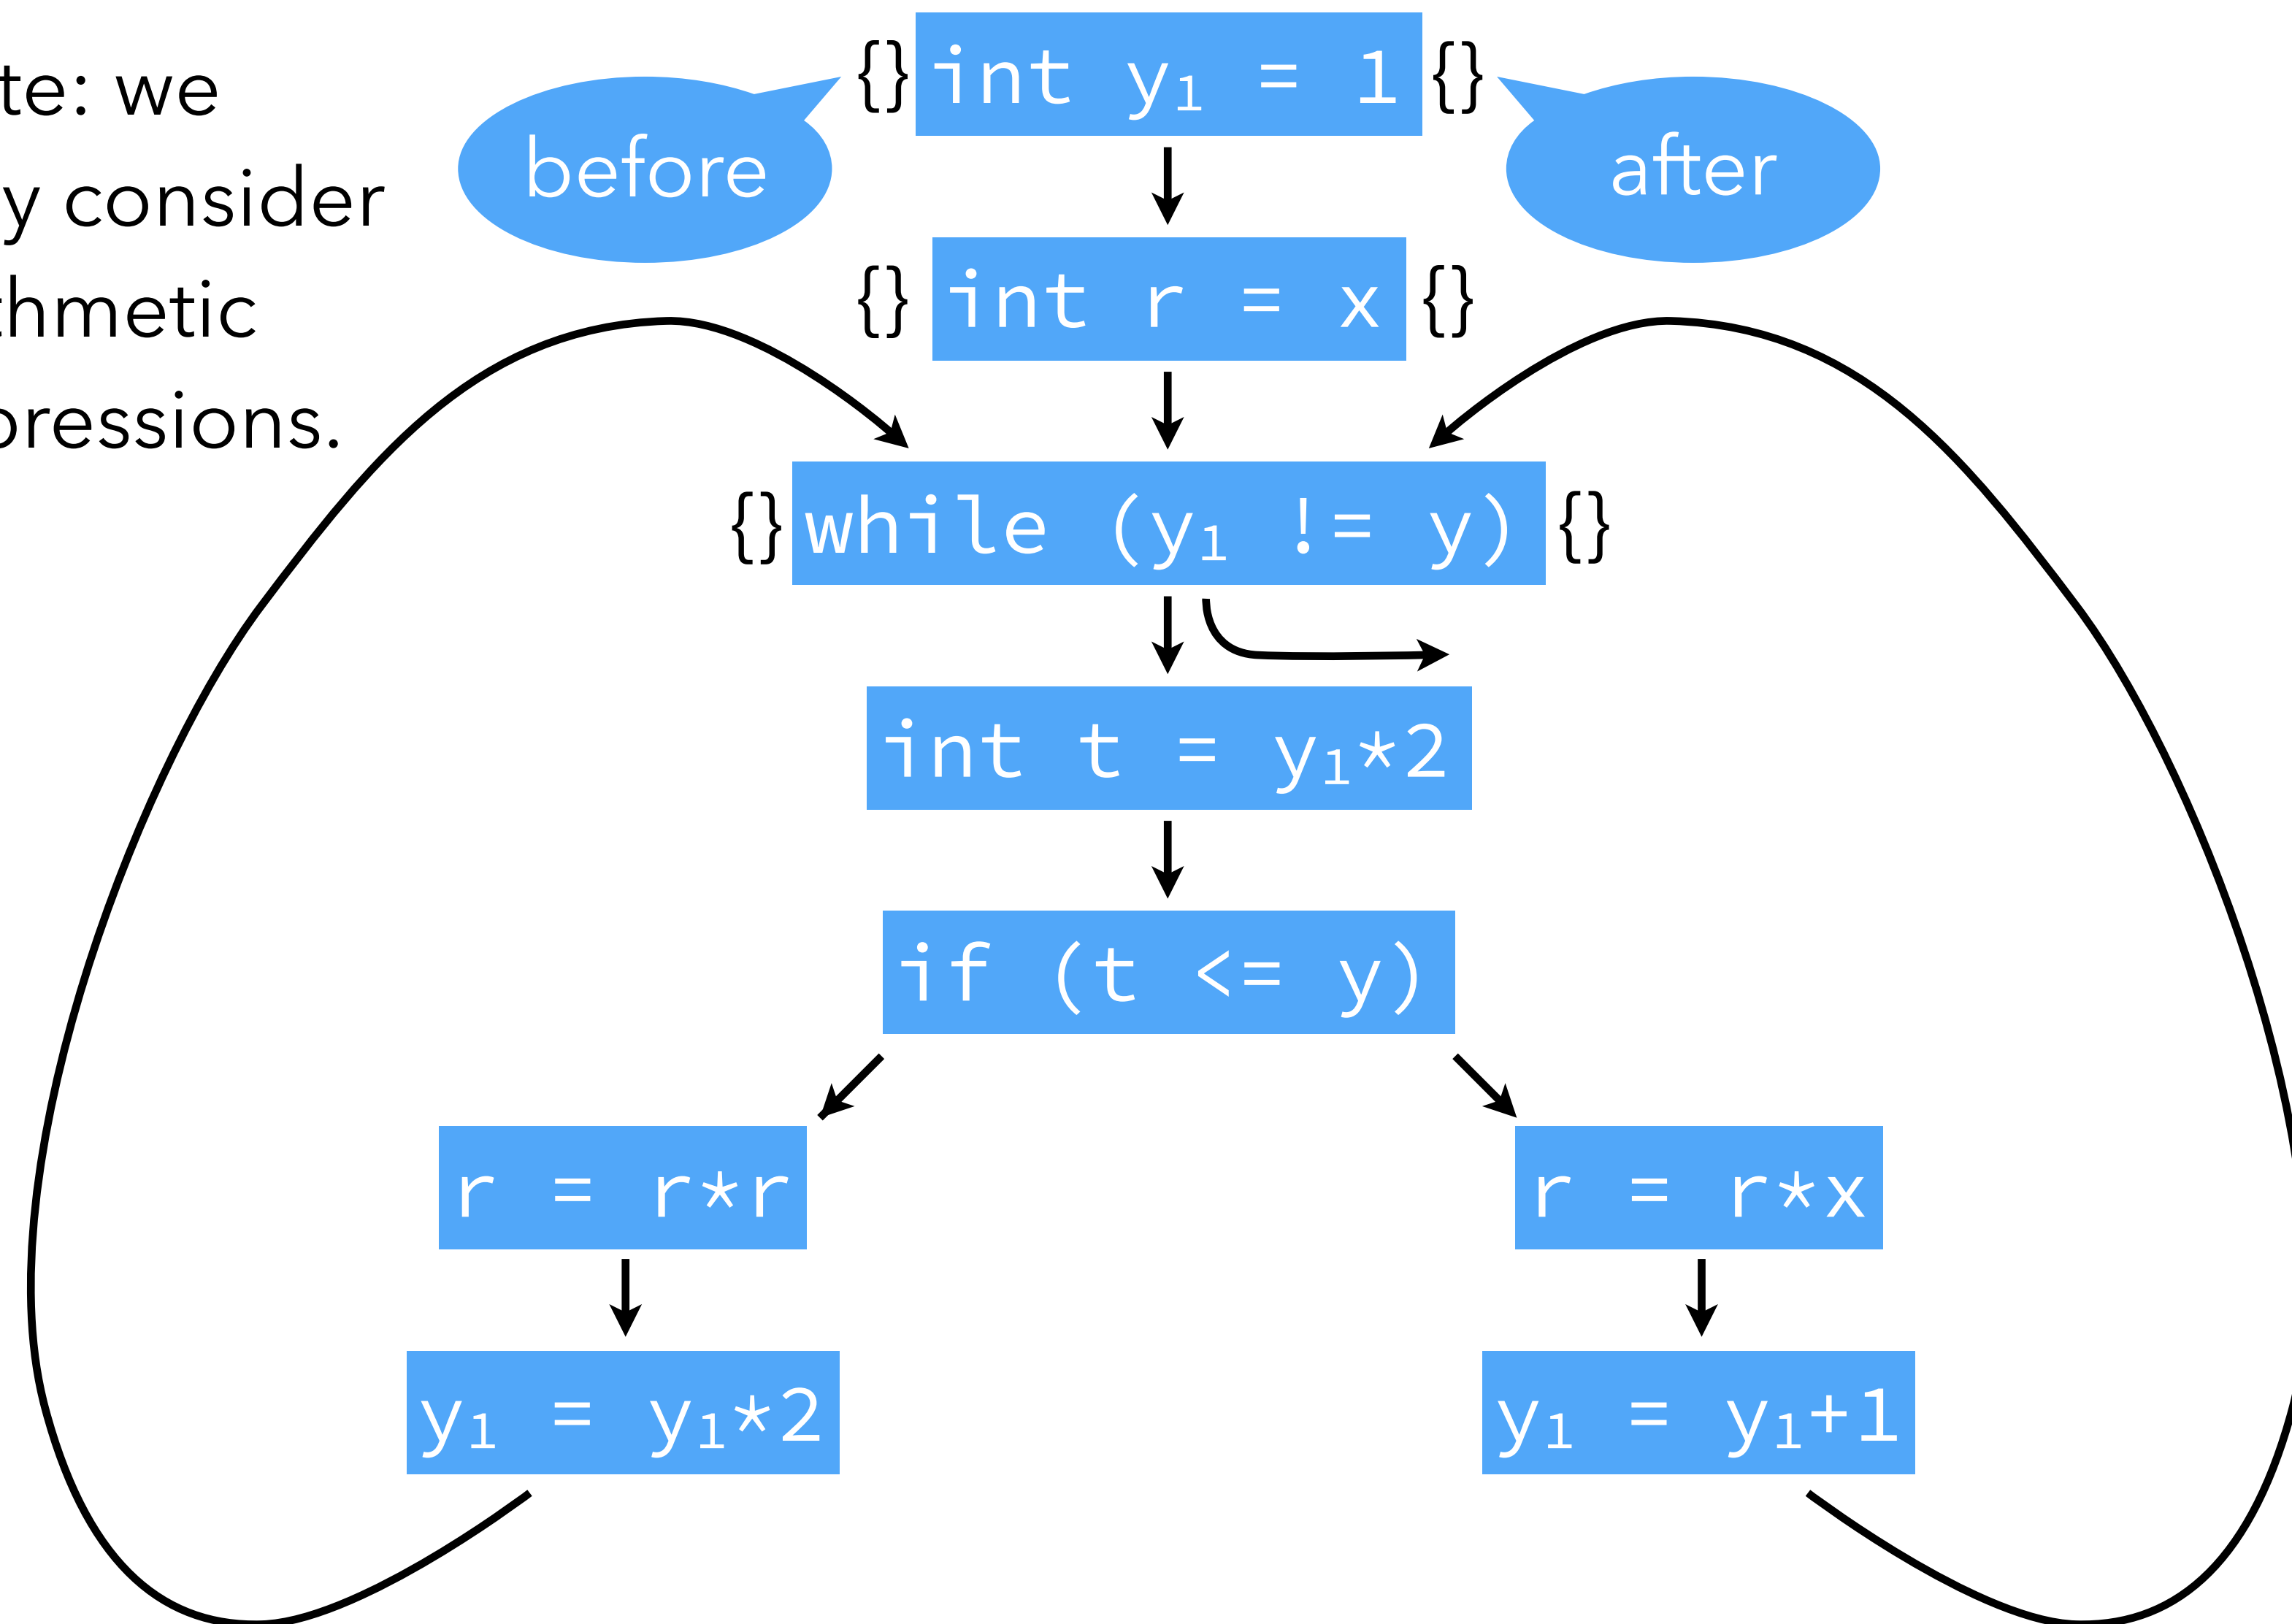 te: we
y consider
thmetic
pressions.
before
after
{} int y₁ = 1 {}
{} int r = x {}
{} while (y₁ != y) {}
int t = y₁*2
if (t <= y)
r = r*r
r = r*x
y₁ = y₁*2
y₁ = y₁+1